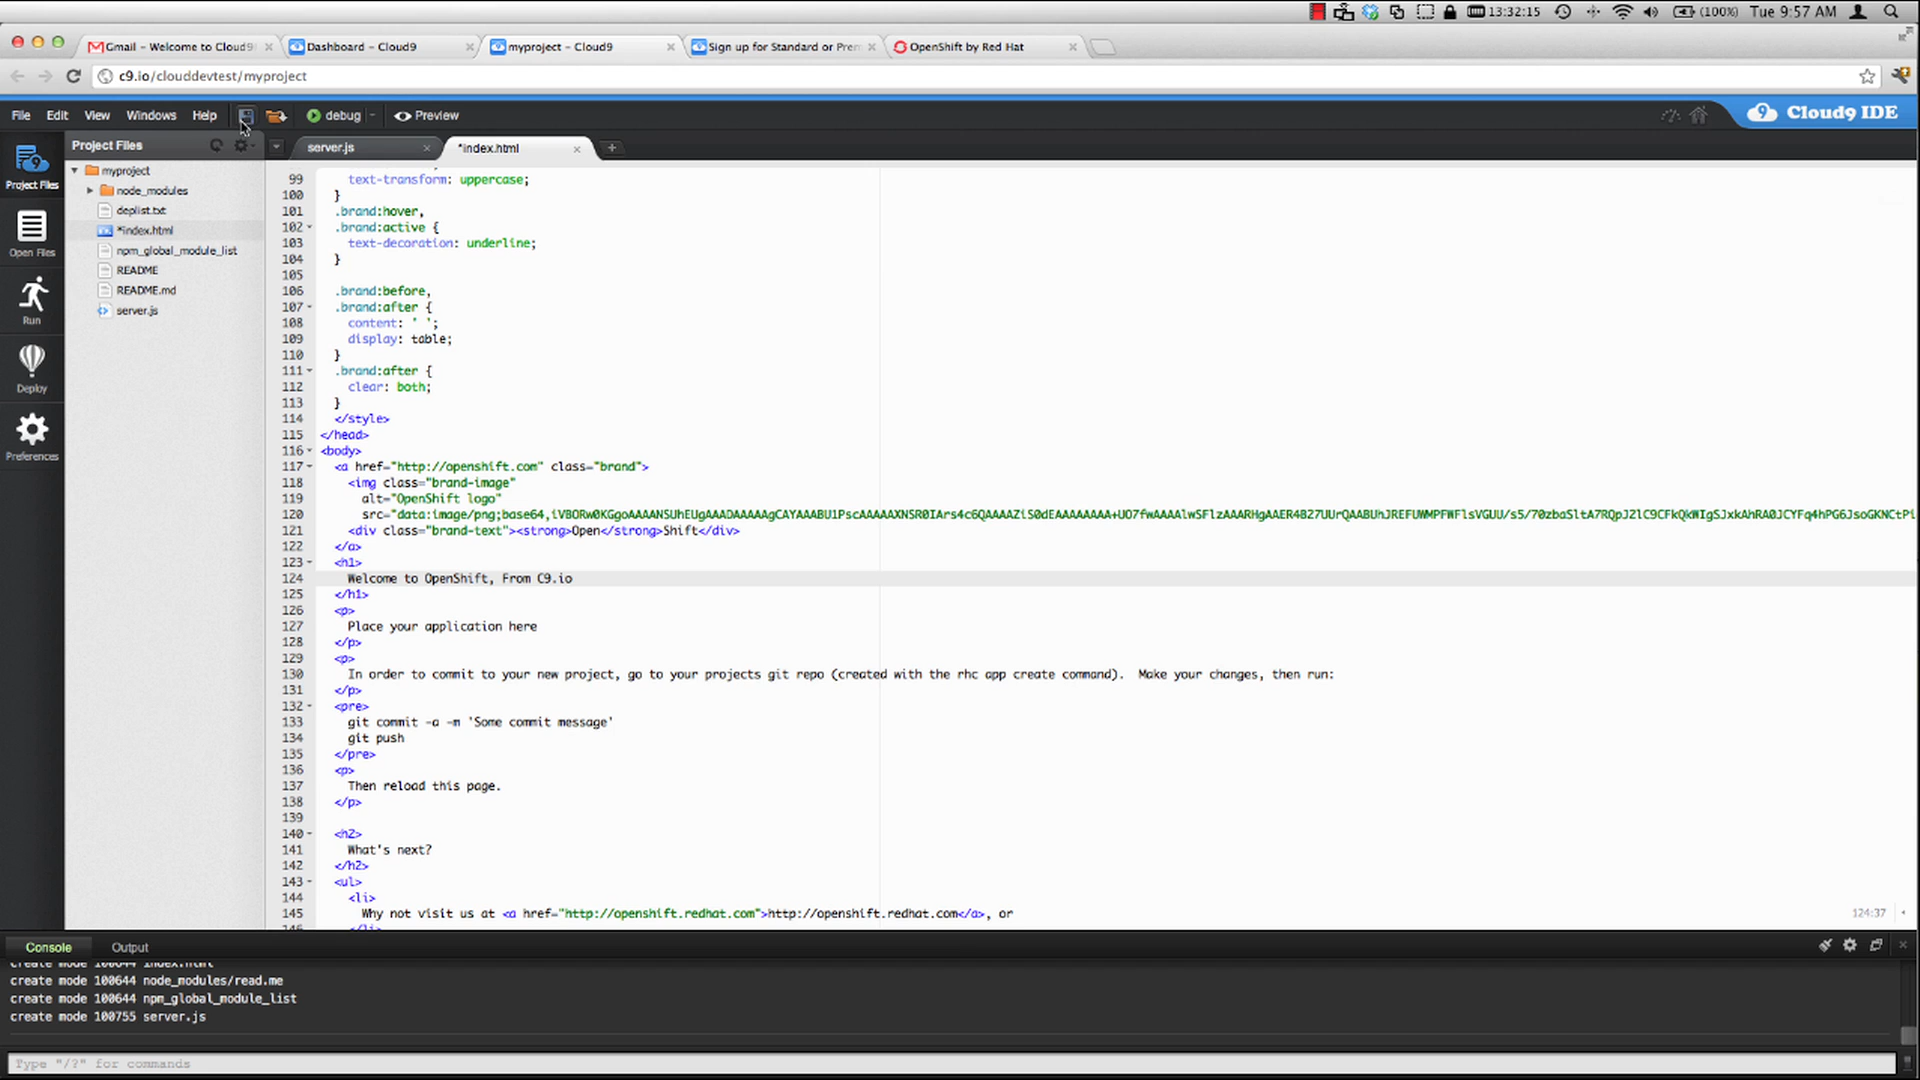 13:32:15 (100%) Tue 9:57 AM
Gmail – Welcome to Cloud9! Dashboard – Cloud9 myproject – Cloud9 Sign up for Standard or Prem OpenShift by Red Hat
c9.io/clouddevtest/myproject
File Edit View Windows Help debug Preview Cloud9 IDE
Project Files server.js *index.html
Project Files
Open Files
Run
Deploy
Preferences
myproject
node_modules
deplist.txt
*index.html
npm_global_module_list
README
README.md
server.js
99 text-transform: uppercase;
100 }
101 .brand:hover,
102 .brand:active {
103 text-decoration: underline;
104 }
105
106 .brand:before,
107 .brand:after {
108 content: ' ';
109 display: table;
110 }
111 .brand:after {
112 clear: both;
113 }
114 </style>
115 </head>
116 <body>
117 <a href="http://openshift.com" class="brand">
118 <img class="brand-image"
119 alt="OpenShift logo"
120 src="data:image/png;base64,
121 <div class="brand-text"><strong>Open</strong>Shift</div>
122 </a>
123 <h1>
124 Welcome to OpenShift, From C9.io
125 </h1>
126 <p>
127 Place your application here
128 </p>
129 <p>
130 In order to commit to your new project, go to your projects git repo (created with the rhc app create command). Make your changes, then run:
131 </p>
132 <pre>
133 git commit -a -m 'Some commit message'
134 git push
135 </pre>
136 <p>
137 Then reload this page.
138 </p>
139
140 <h2>
141 What's next?
142 </h2>
143 <ul>
144 <li>
145 Why not visit us at <a href="http://openshift.redhat.com">http://openshift.redhat.com</a>, or
124:37
Console Output
create mode 100644 index.html
create mode 100644 node_modules/read.me
create mode 100644 npm_global_module_list
create mode 100755 server.js
Type "/?" for commands